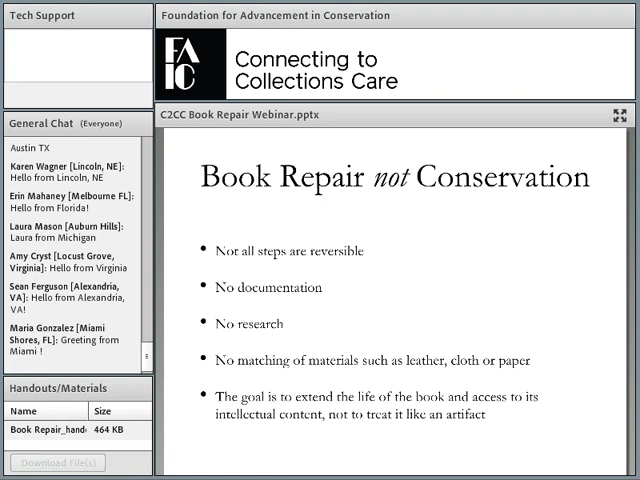 Tech Support
Foundation for Advancement in Conservation
FA
IC
Connecting to
Collections Care
General Chat (Everyone)
Austin TX
Karen Wagner [Lincoln, NE]:
Hello from Lincoln, NE
Erin Mahaney [Melbourne FL]:
Hello from Florida!
Laura Mason [Auburn Hills]:
Laura from Michigan
Amy Cryst [Locust Grove,
Virginia]: Hello from Virginia
Sean Ferguson [Alexandria,
VA]: Hello from Alexandria,
VA!
Maria Gonzalez [Miami
Shores, FL]: Greeting from
Miami !
Handouts/Materials
Name Size
Book Repair_hand 464 KB
Download File(s)
C2CC Book Repair Webinar.pptx
Book Repair not Conservation
• Not all steps are reversible
• No documentation
• No research
• No matching of materials such as leather, cloth or paper
• The goal is to extend the life of the book and access to its
intellectual content, not to treat it like an artifact